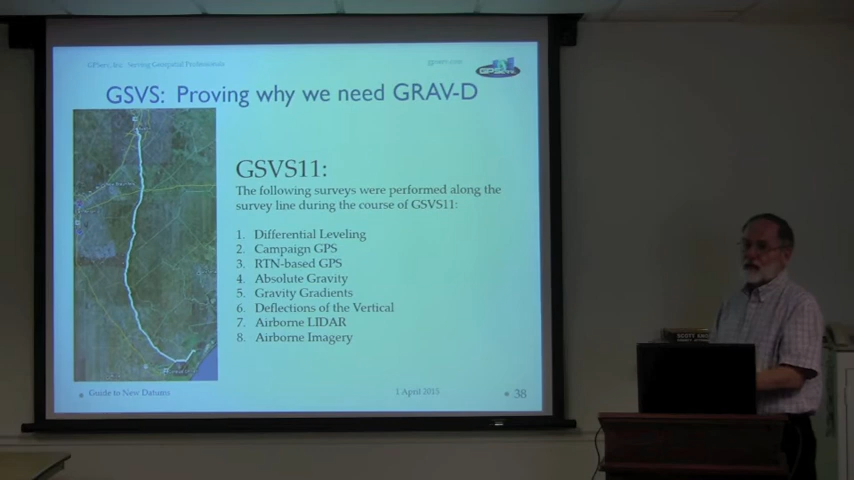 GPServ, Inc. Serving Geospatial Professionals
gpserv.com
GPSERV
GSVS: Proving why we need GRAV-D
GSVS11:
The following surveys were performed along the
survey line during the course of GSVS11:
1. Differential Leveling
2. Campaign GPS
3. RTN-based GPS
4. Absolute Gravity
5. Gravity Gradients
6. Deflections of the Vertical
7. Airborne LIDAR
8. Airborne Imagery
Guide to New Datums
1 April 2015
38